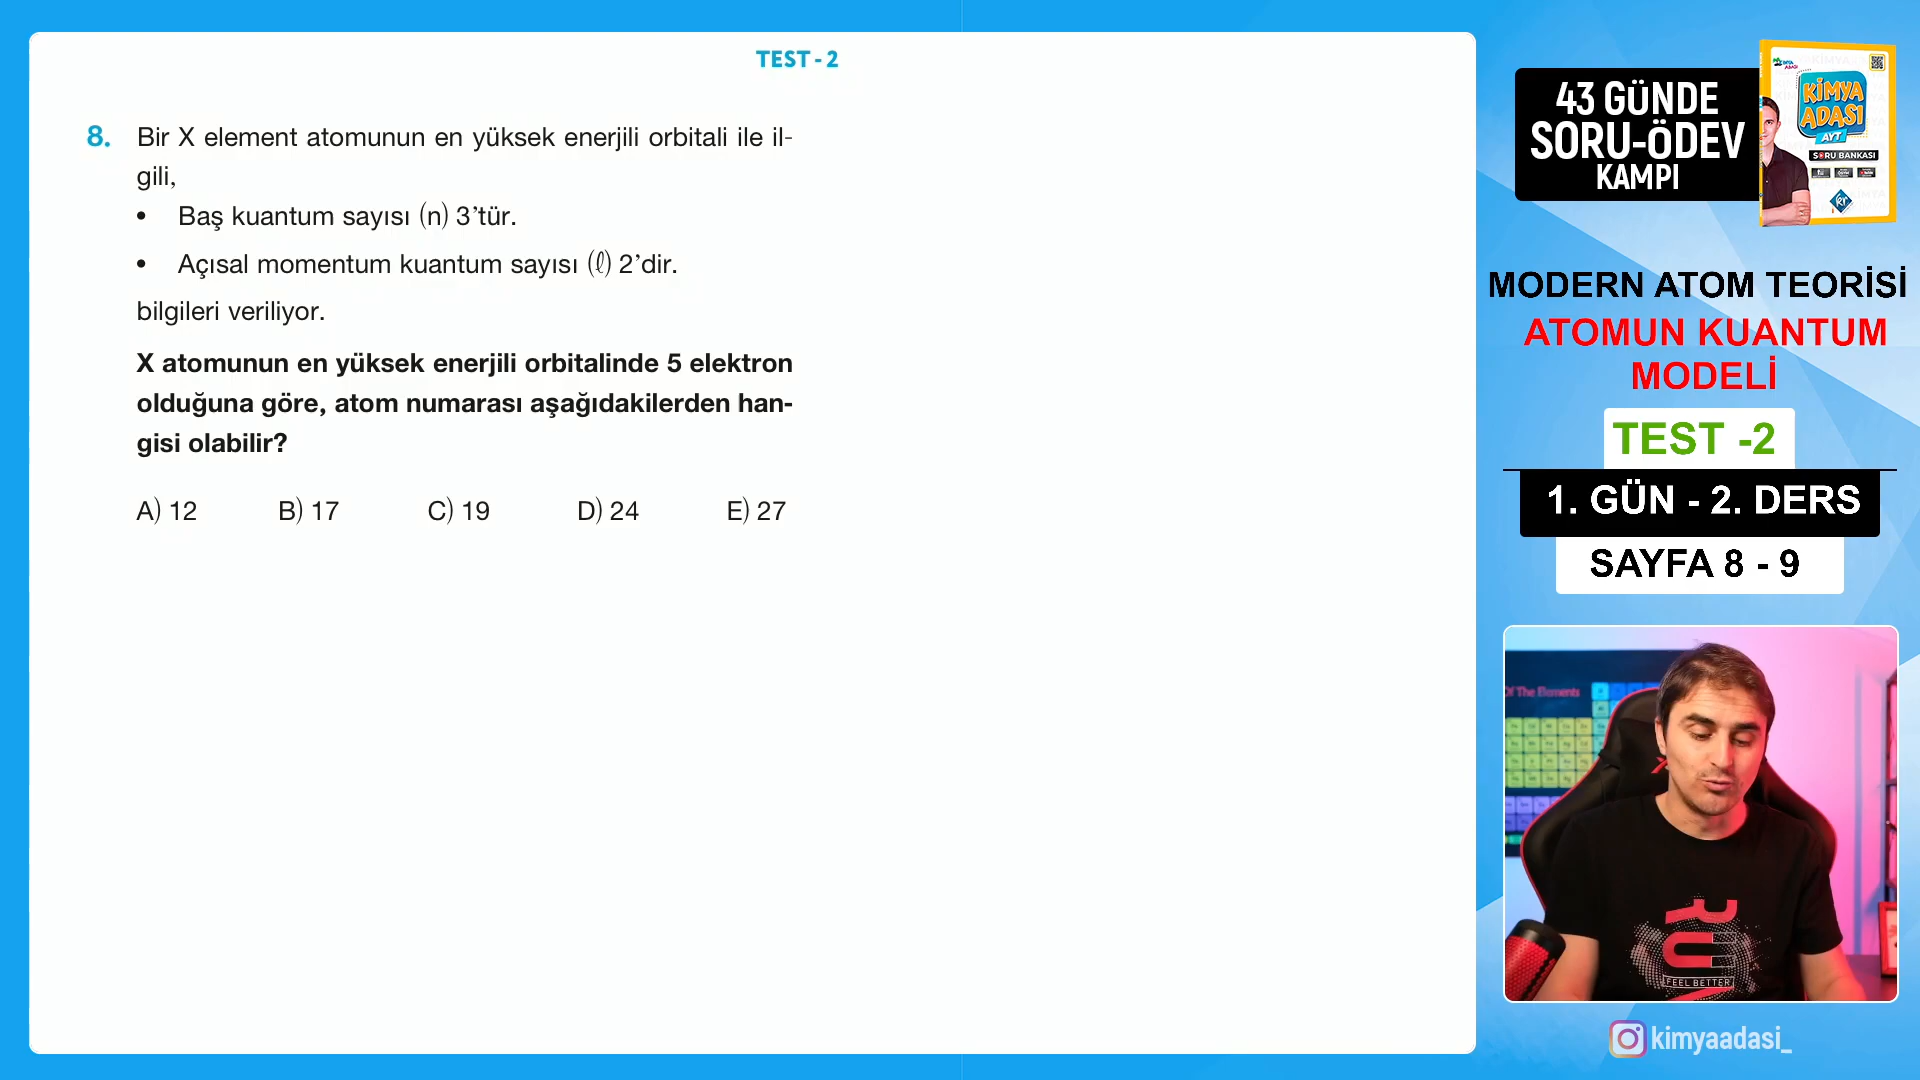 TEST - 2
8. Bir X element atomunun en yüksek enerjili orbitali ile il-
gili,
• Baş kuantum sayısı (n) 3’tür.
• Açısal momentum kuantum sayısı (ℓ) 2’dir.
bilgileri veriliyor.
X atomunun en yüksek enerjili orbitalinde 5 elektron
olduğuna göre, atom numarası aşağıdakilerden han-
gisi olabilir?
A) 12 B) 17 C) 19 D) 24 E) 27
43 GÜNDE
SORU-ÖDEV
KAMPI
KİMYA
ADASI
AYT
SORU BANKASI
kr
MODERN ATOM TEORİSİ
ATOMUN KUANTUM
MODELİ
TEST -2
1. GÜN - 2. DERS
SAYFA 8 - 9
Of The Elements
FEEL BETTER
kimyaadasi_